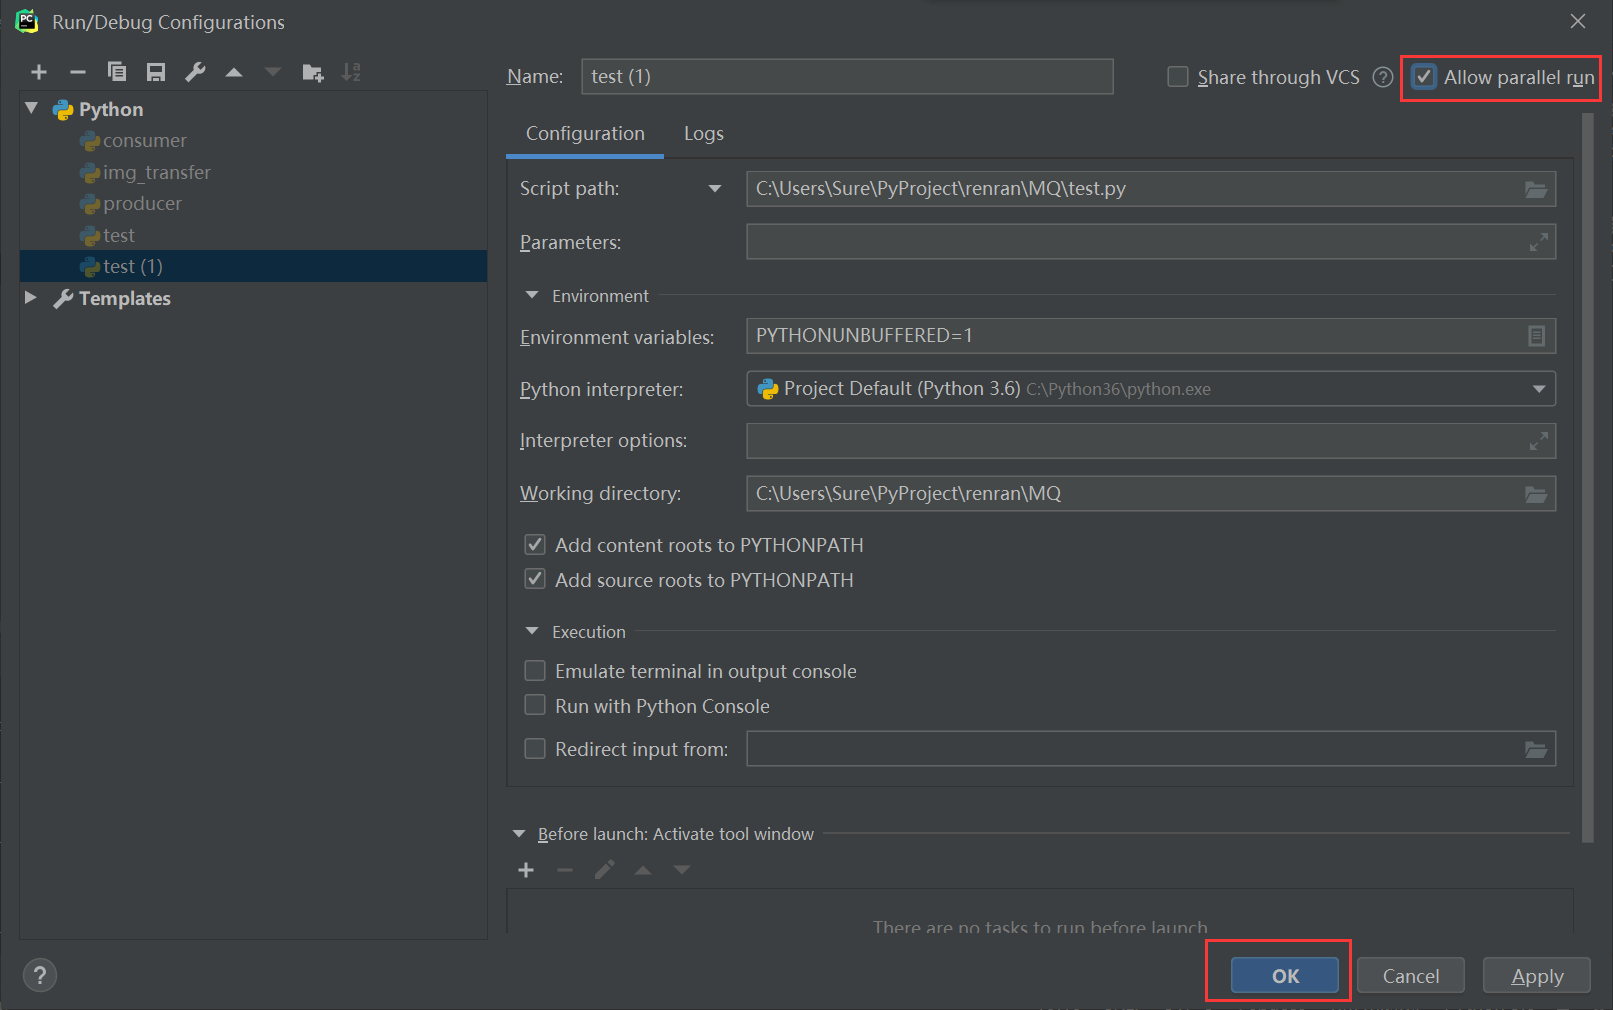 PC Run/Debug Configurations
Name: test (1) Share through VCS ? Allow parallel run
Python
consumer
img_transfer
producer
test
test (1)
Templates
Configuration Logs
Script path: C:\Users\Sure\PyProject\renran\MQ\test.py
Parameters:
Environment
Environment variables: PYTHONUNBUFFERED=1
Python interpreter: Project Default (Python 3.6) C:\Python36\python.exe
Interpreter options:
Working directory: C:\Users\Sure\PyProject\renran\MQ
Add content roots to PYTHONPATH
Add source roots to PYTHONPATH
Execution
Emulate terminal in output console
Run with Python Console
Redirect input from:
Before launch: Activate tool window
There are no tasks to run before launch
? OK Cancel Apply